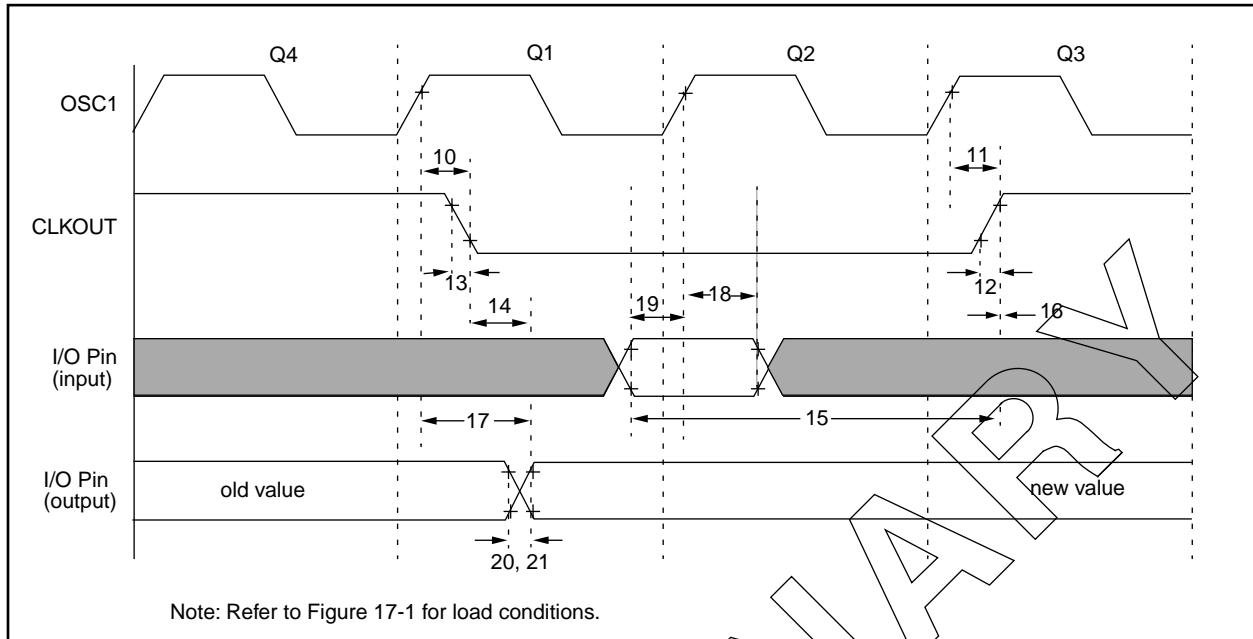 Q4 Q1 Q2 Q3
OSC1
10 11
CLKOUT
13 12
14 19 18 16
I/O Pin
(input)
17 15
I/O Pin
(output)
old value new value
20, 21
Note: Refer to Figure 17-1 for load conditions.
ARY